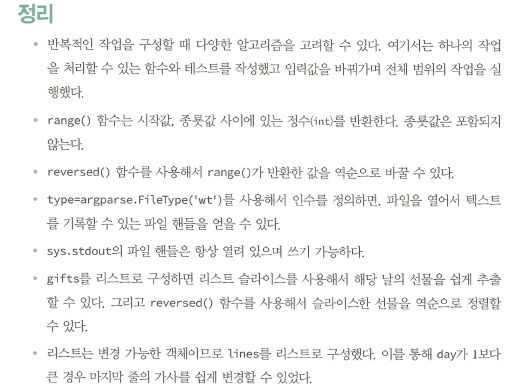 정리
• 반복적인 작업을 구성할 때 다양한 알고리즘을 고려할 수 있다. 여기서는 하나의 작업
을 처리할 수 있는 함수와 테스트를 작성했고 입력값을 바꿔가며 전체 범위의 작업을 실
행했다.
• range() 함수는 시작값, 종룟값 사이에 있는 정수(int)를 반환한다. 종룟값은 포함되지
않는다.
• reversed() 함수를 사용해서 range()가 반환한 값을 역순으로 바꿀 수 있다.
• type=argparse.FileType('wt')를 사용해서 인수를 정의하면, 파일을 열어서 텍스트
를 기록할 수 있는 파일 핸들을 얻을 수 있다.
• sys.stdout의 파일 핸들은 항상 열려 있으며 쓰기 가능하다.
• gifts를 리스트로 구성하면 리스트 슬라이스를 사용해서 해당 날의 선물을 쉽게 추출
할 수 있다. 그리고 reversed() 함수를 사용해서 슬라이스한 선물을 역순으로 정렬할
수 있다.
• 리스트는 변경 가능한 객체이므로 lines를 리스트로 구성했다. 이를 통해 day가 1보다
큰 경우 마지막 줄의 가사를 쉽게 변경할 수 있었다.